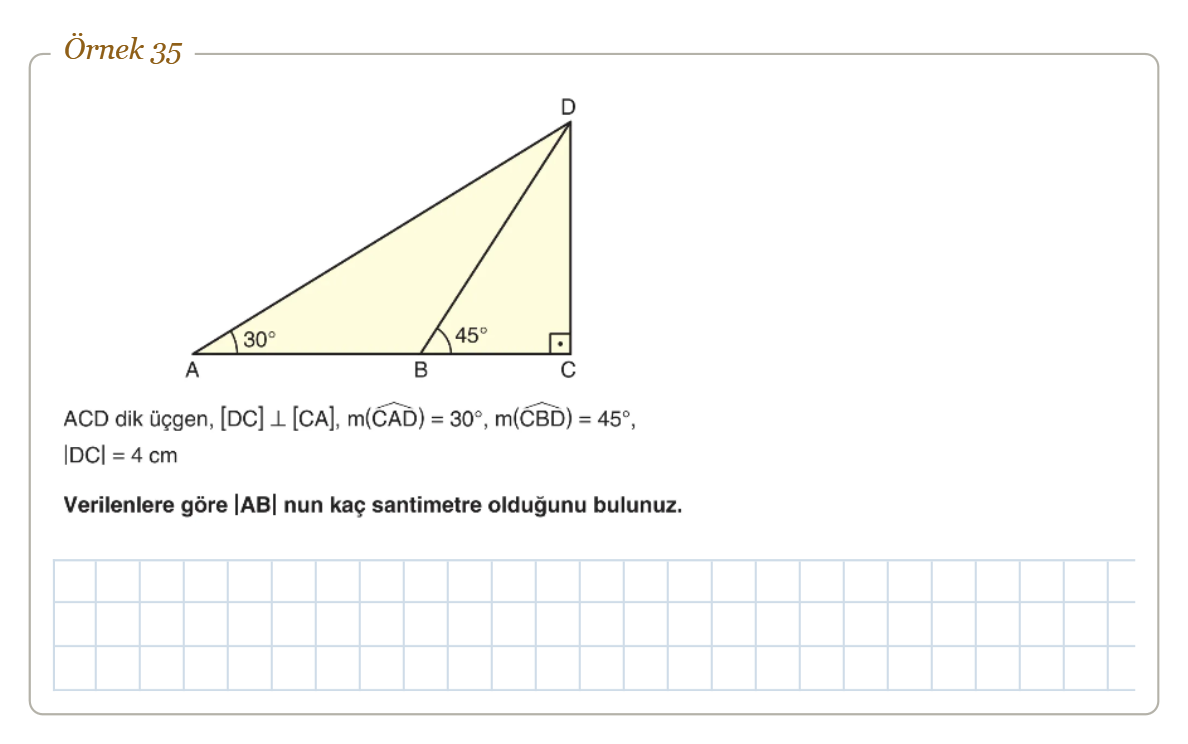 Örnek 35
D
30°
45°
A
B
C
ACD dik üçgen, [DC] ⊥ [CA], m(CAD) = 30°, m(CBD) = 45°,
|DC| = 4 cm
Verilenlere göre |AB| nun kaç santimetre olduğunu bulunuz.